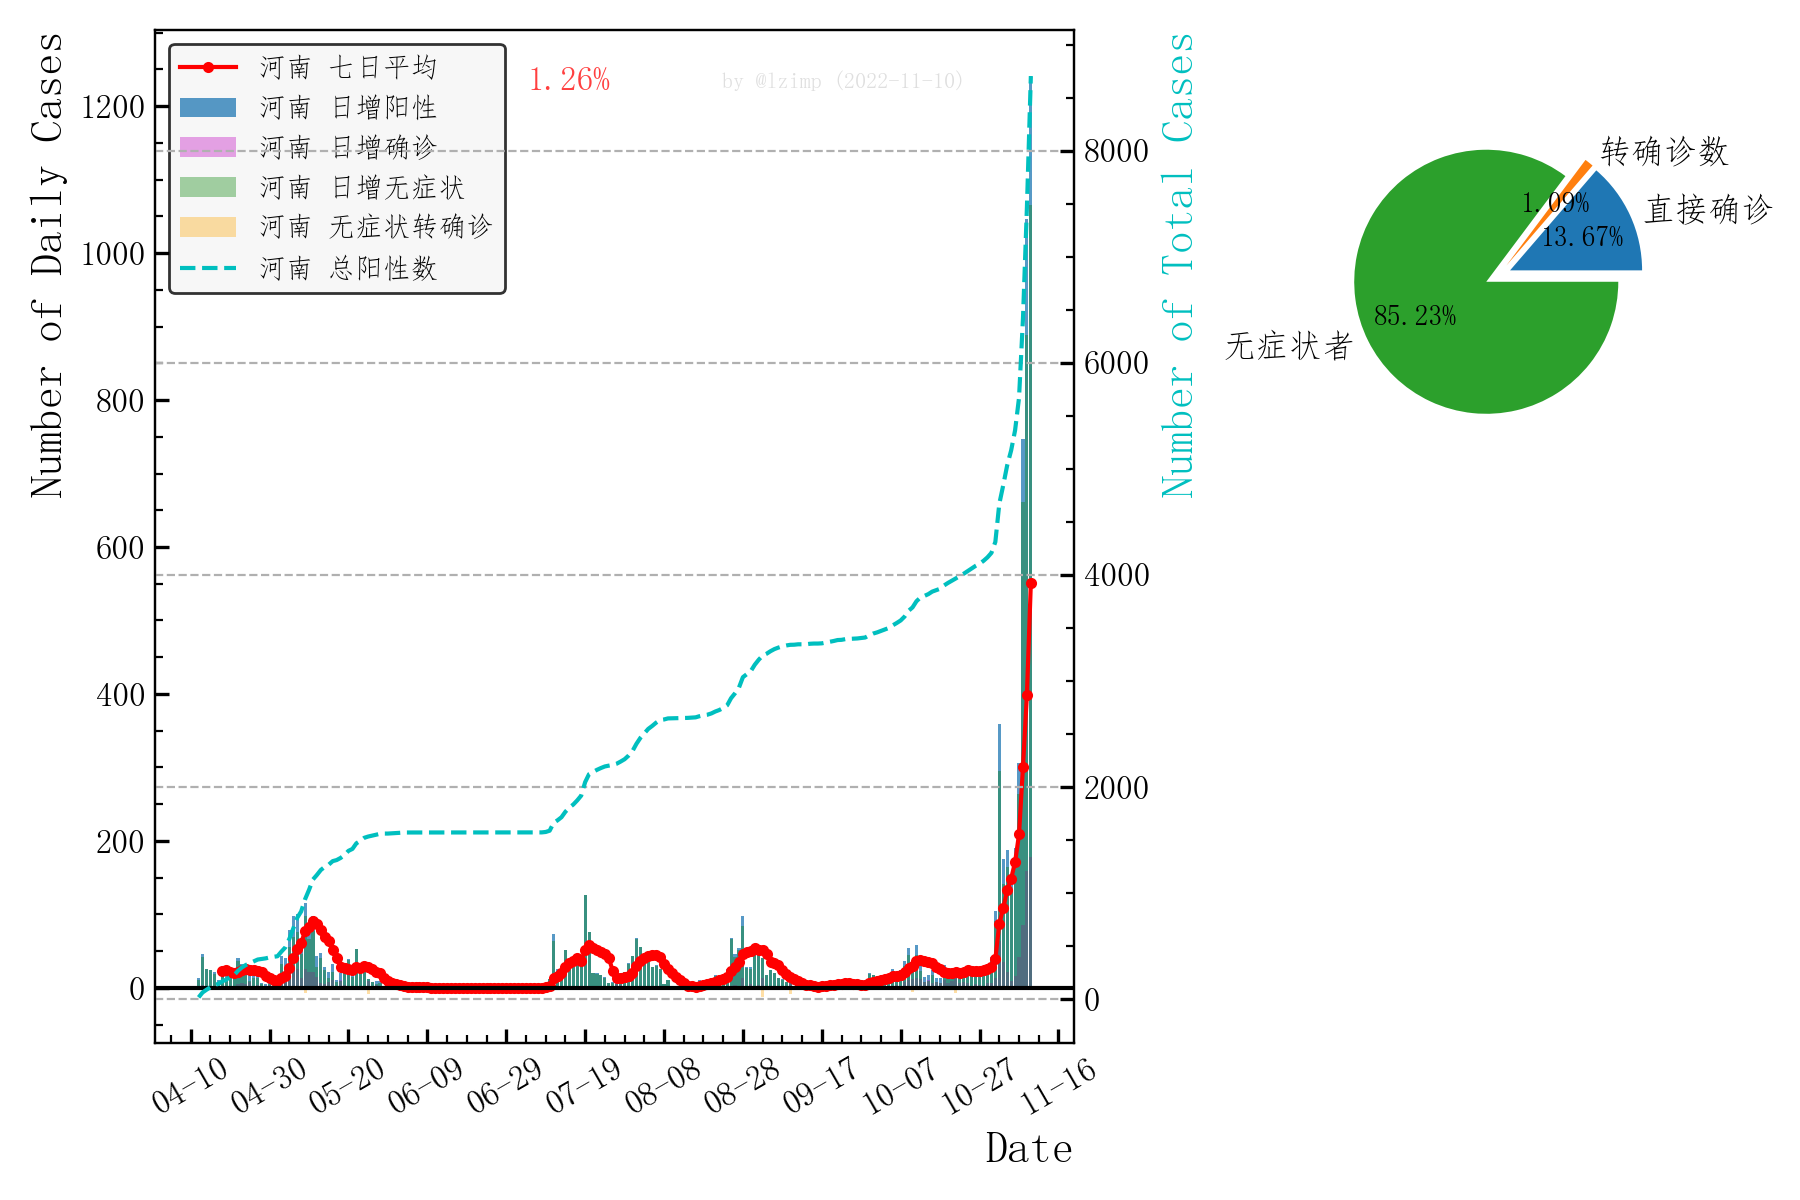 Number of Daily Cases
1200
1000
800
600
400
200
0
河南 七日平均
河南 日增阳性
河南 日增确诊
河南 日增无症状
河南 无症状转确诊
河南 总阳性数
1.26%
by @lzimp (2022-11-10)
04-10
04-30
05-20
06-09
06-29
07-19
08-08
08-28
09-17
10-07
10-27
11-16
Date
8000
6000
4000
2000
0
Number of Total Cases
转确诊数
1.09%
直接确诊
13.67%
85.23%
无症状者